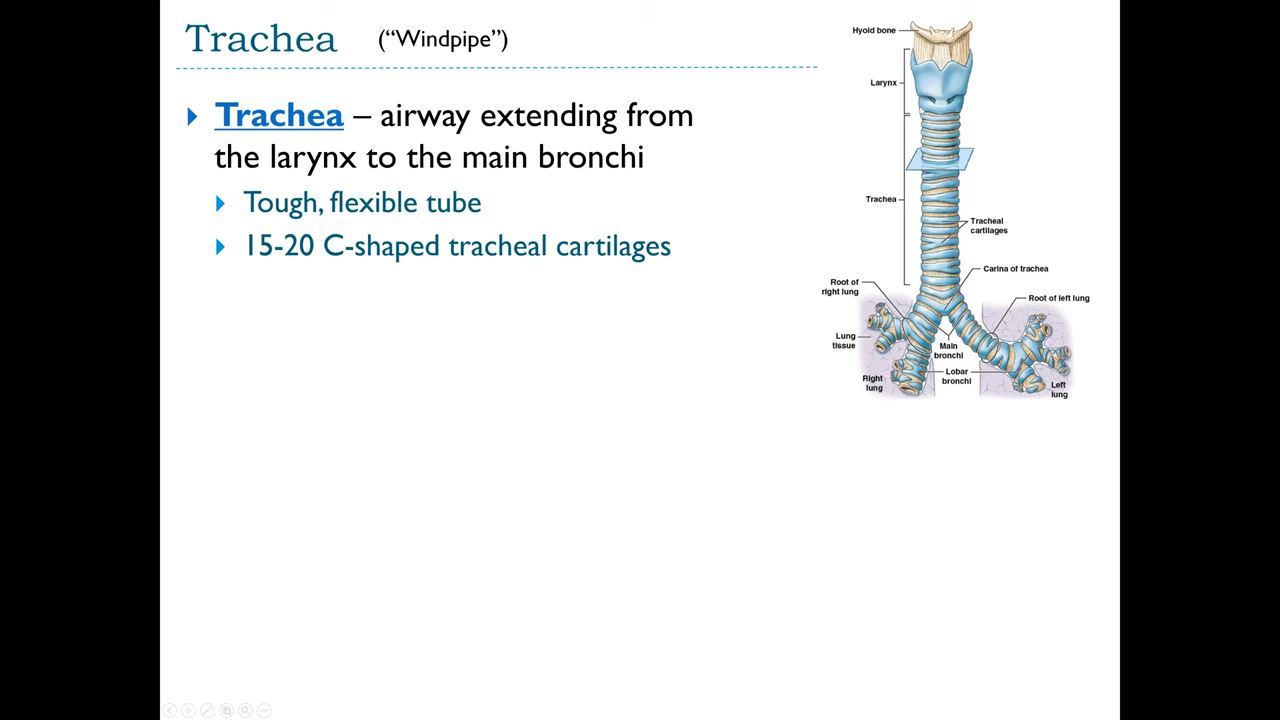 Trachea ("Windpipe")
Trachea – airway extending from
the larynx to the main bronchi
Tough, flexible tube
15-20 C-shaped tracheal cartilages
Hyoid bone
Larynx
Trachea
Tracheal
cartilages
Carina of trachea
Root of
right lung
Root of left lung
Lung
tissue
Main
bronchi
Lobar
bronchi
Right
lung
Left
lung